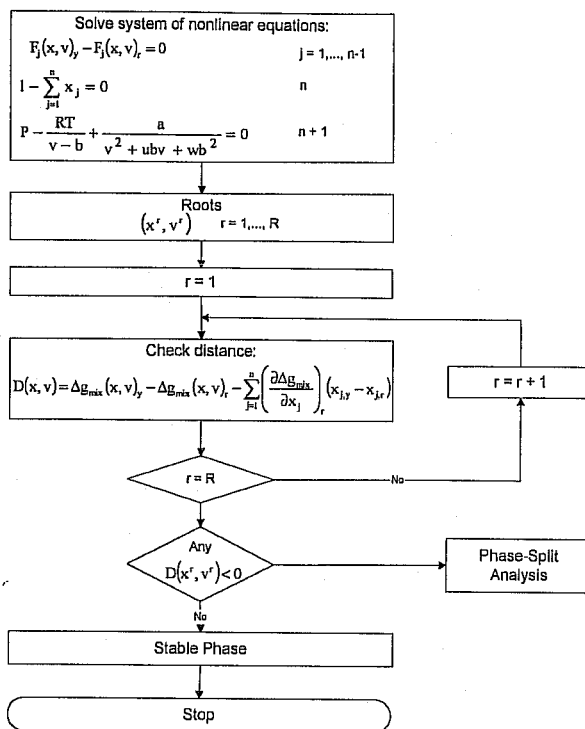 Solve system of nonlinear equations:
F_j(x, v)_y − F_j(x, v)_r = 0 j = 1,..., n-1
1 − ∑_{j=1}^{n} x_j = 0 n
P − RT/(v − b) + a/(v² + ubv + wb²) = 0 n + 1
Roots
(x^r, v^r) r = 1,..., R
r = 1
Check distance:
D(x, v) = Δg_mix(x, v)_y − Δg_mix(x, v)_r − ∑_{j=1}^{n} (∂Δg_mix/∂x_j)_r (x_{j,y} − x_{j,r})
r = r + 1
r = R
No
Any
D(x^r, v^r) < 0
Phase-Split
Analysis
No
Stable Phase
Stop